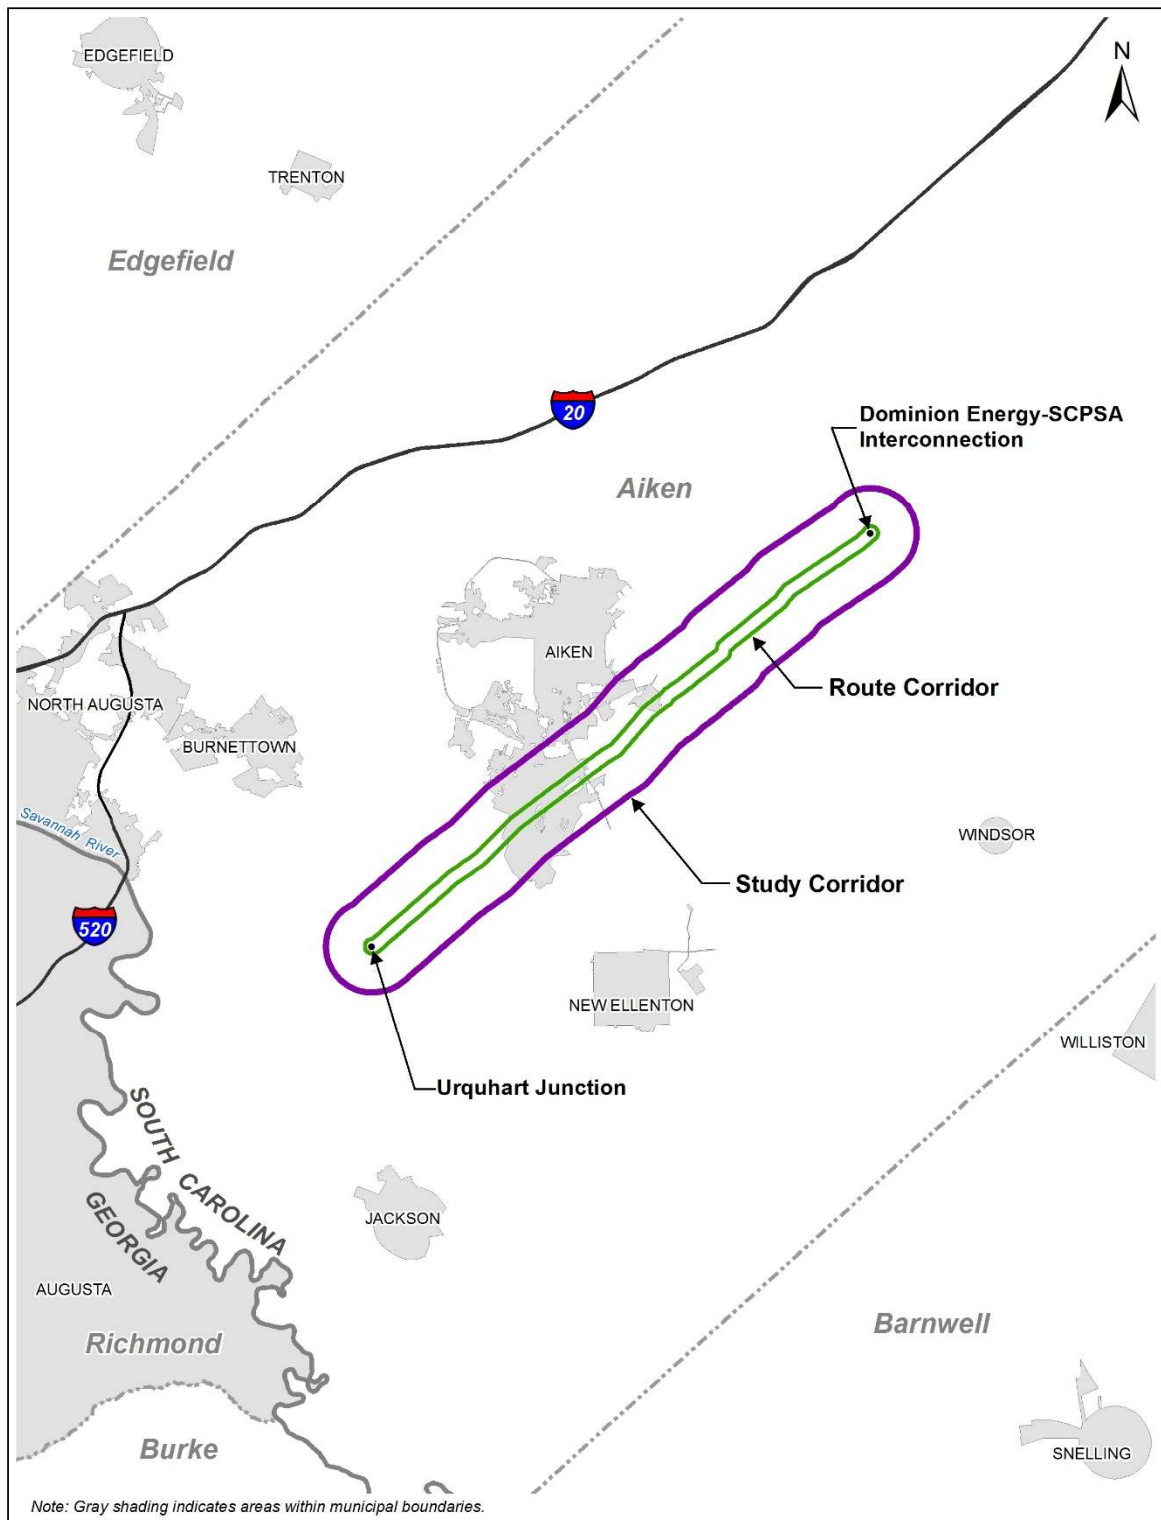 EDGEFIELD
N
TRENTON
Edgefield
20
Dominion Energy-SCPSA
Interconnection
Aiken
AIKEN
Route Corridor
NORTH AUGUSTA
BURNETTOWN
Savannah River
WINDSOR
Study Corridor
520
NEW ELLENTON
WILLISTON
Urquhart Junction
SOUTH CAROLINA
GEORGIA
JACKSON
AUGUSTA
Barnwell
Richmond
Burke
SNELLING
Note: Gray shading indicates areas within municipal boundaries.